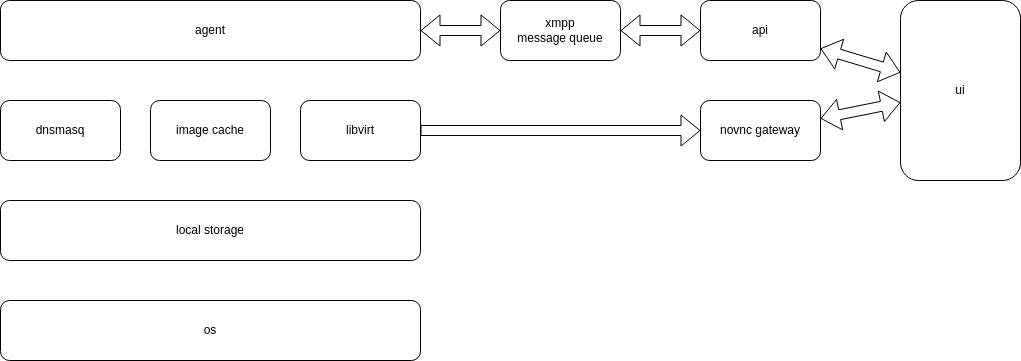 agent
xmpp
message queue
api
ui
dnsmasq
image cache
libvirt
novnc gateway
local storage
os